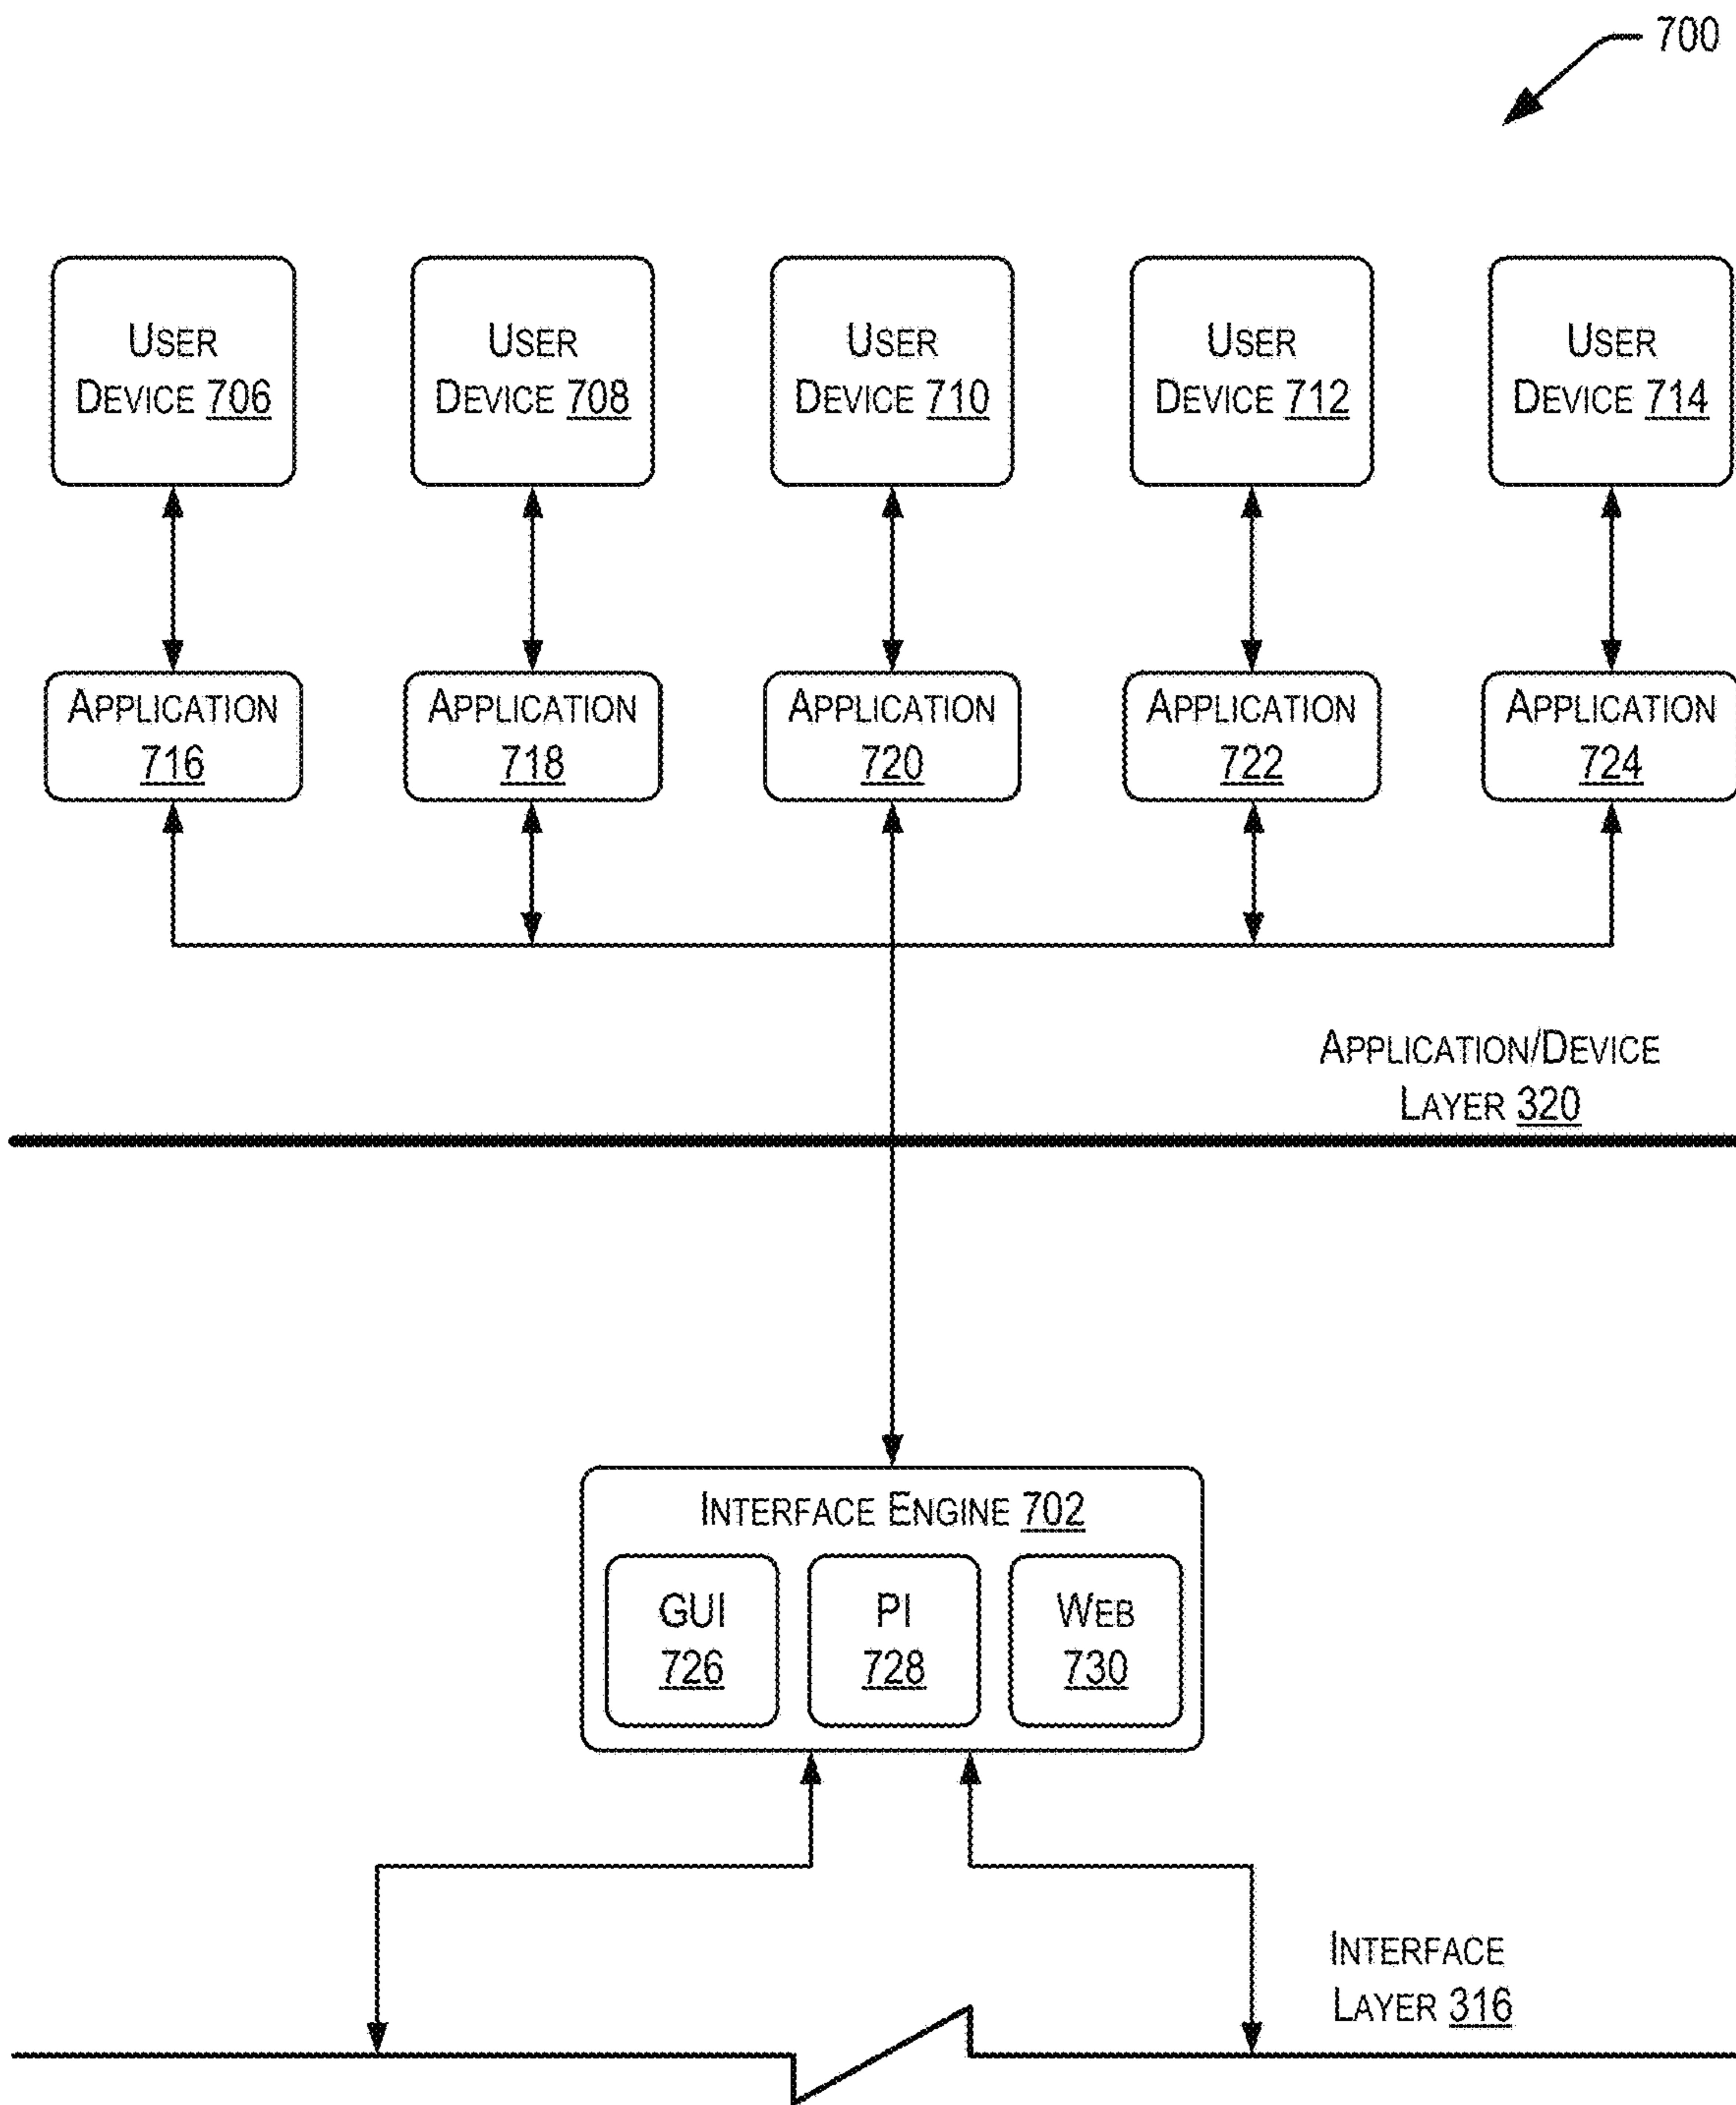 700
USER
DEVICE 706
USER
DEVICE 708
USER
DEVICE 710
USER
DEVICE 712
USER
DEVICE 714
APPLICATION
716
APPLICATION
718
APPLICATION
720
APPLICATION
722
APPLICATION
724
APPLICATION/DEVICE
LAYER 320
INTERFACE ENGINE 702
GUI
726
PI
728
WEB
730
INTERFACE
LAYER 316